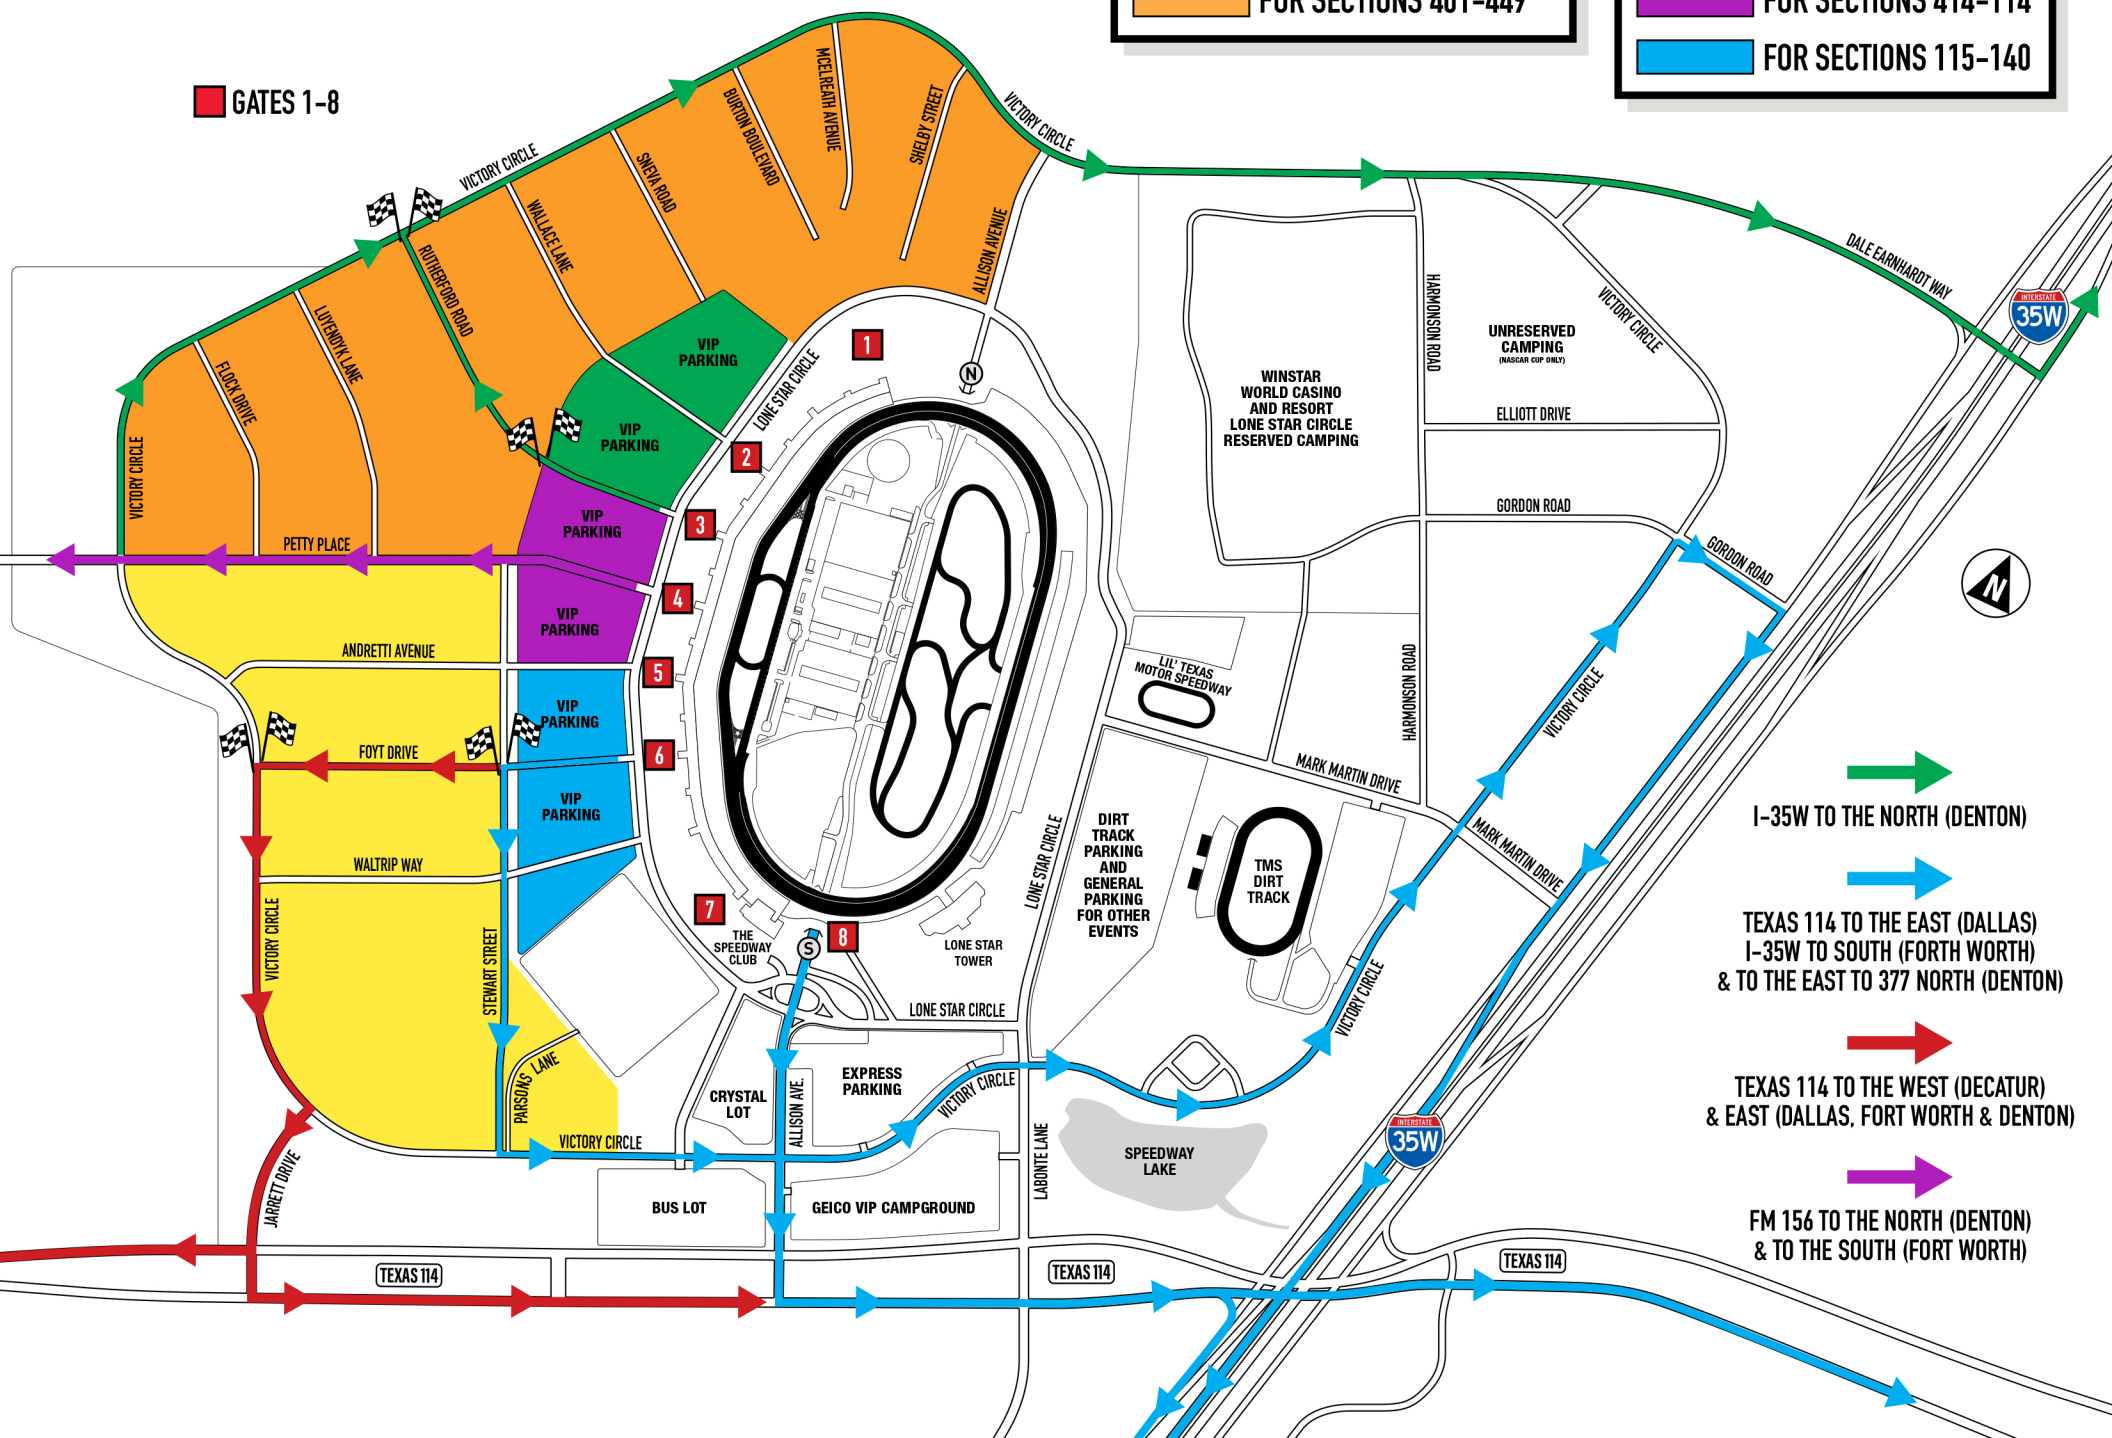 FOR SECTIONS 401-449
FOR SECTIONS 414-114
FOR SECTIONS 115-140
GATES 1-8
VICTORY CIRCLE
MCELREATH AVENUE
BURTON BOULEVARD
SHELBY STREET
VICTORY CIRCLE
SNEVA ROAD
WALLACE LANE
RUTHERFORD ROAD
ALLISON AVENUE
LUYENDYK LANE
FLOCK DRIVE
VICTORY CIRCLE
PETTY PLACE
VIP
PARKING
VIP
PARKING
VIP
PARKING
VIP
PARKING
VIP
PARKING
VIP
PARKING
LONE STAR CIRCLE
1
2
3
4
5
6
7
8
N
S
ANDRETTI AVENUE
FOYT DRIVE
WALTRIP WAY
VICTORY CIRCLE
STEWART STREET
PARSONS LANE
JARRETT DRIVE
VICTORY CIRCLE
THE
SPEEDWAY
CLUB
LONE STAR
TOWER
LONE STAR CIRCLE
LONE STAR CIRCLE
CRYSTAL
LOT
EXPRESS
PARKING
ALLISON AVE.
VICTORY CIRCLE
BUS LOT
GEICO VIP CAMPGROUND
LABONTE LANE
SPEEDWAY
LAKE
TEXAS 114
TEXAS 114
TEXAS 114
WINSTAR
WORLD CASINO
AND RESORT
LONE STAR CIRCLE
RESERVED CAMPING
HARMONSON ROAD
UNRESERVED
CAMPING
(NASCAR CUP ONLY)
VICTORY CIRCLE
ELLIOTT DRIVE
GORDON ROAD
GORDON ROAD
DALE EARNHARDT WAY
INTERSTATE
35W
N
LIL' TEXAS
MOTOR SPEEDWAY
HARMONSON ROAD
VICTORY CIRCLE
MARK MARTIN DRIVE
MARK MARTIN DRIVE
DIRT
TRACK
PARKING
AND
GENERAL
PARKING
FOR OTHER
EVENTS
TMS
DIRT
TRACK
VICTORY CIRCLE
INTERSTATE
35W
I-35W TO THE NORTH (DENTON)
TEXAS 114 TO THE EAST (DALLAS)
I-35W TO SOUTH (FORTH WORTH)
& TO THE EAST TO 377 NORTH (DENTON)
TEXAS 114 TO THE WEST (DECATUR)
& EAST (DALLAS, FORT WORTH & DENTON)
FM 156 TO THE NORTH (DENTON)
& TO THE SOUTH (FORT WORTH)